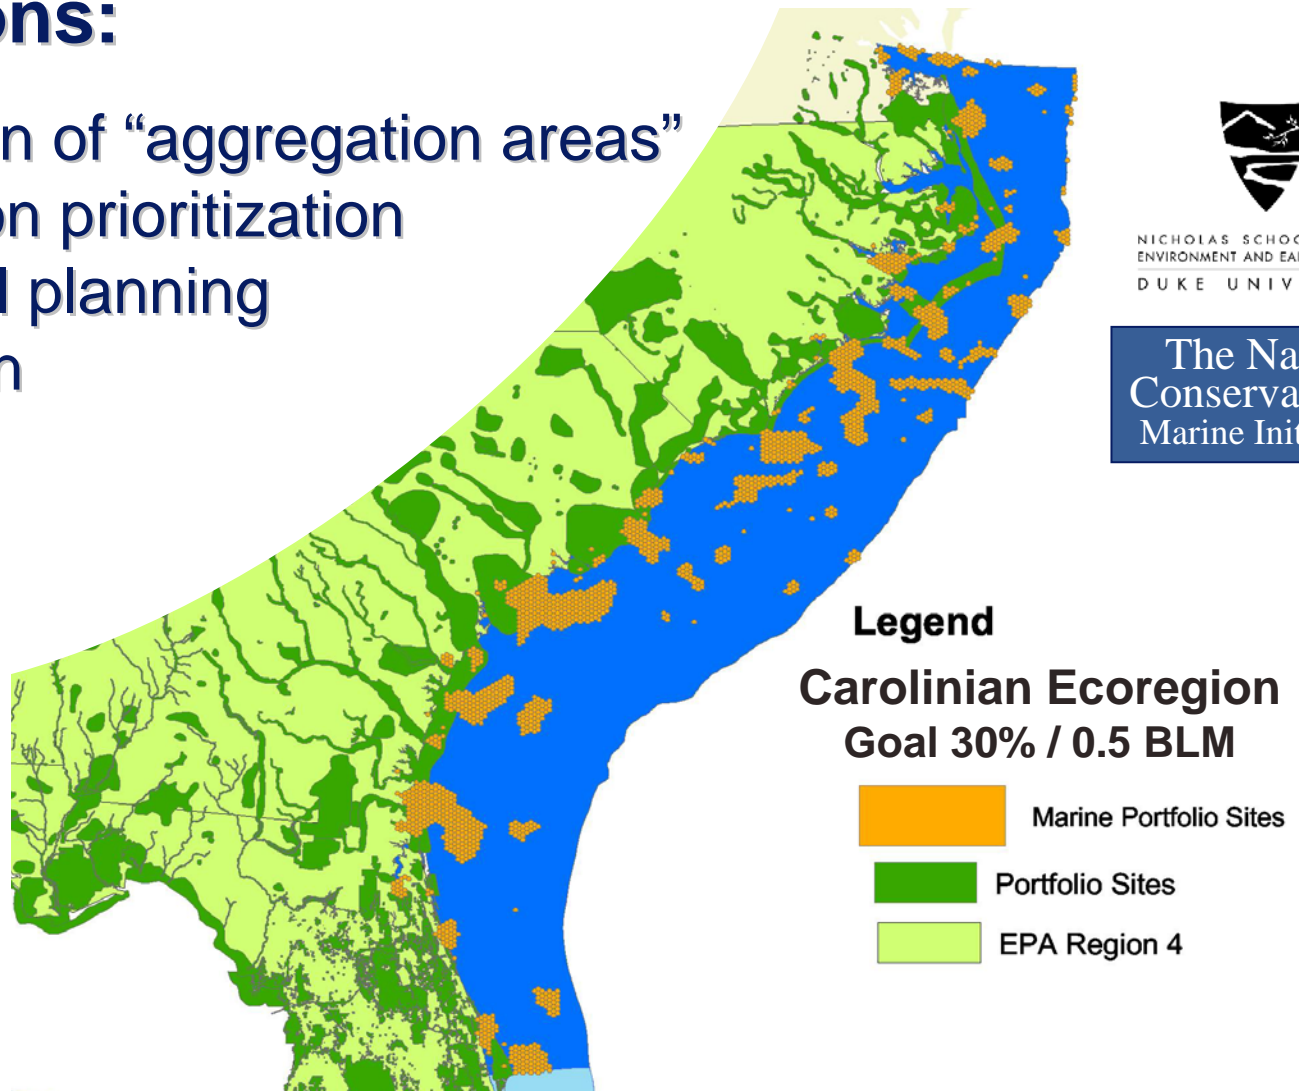 ons:
n of “aggregation areas”
on prioritization
d planning
n
NICHOLAS SCHOO
ENVIRONMENT AND EA
DUKE UNIV
The Na
Conserva
Marine Init
Legend
Carolinian Ecoregion
Goal 30% / 0.5 BLM
Marine Portfolio Sites
Portfolio Sites
EPA Region 4